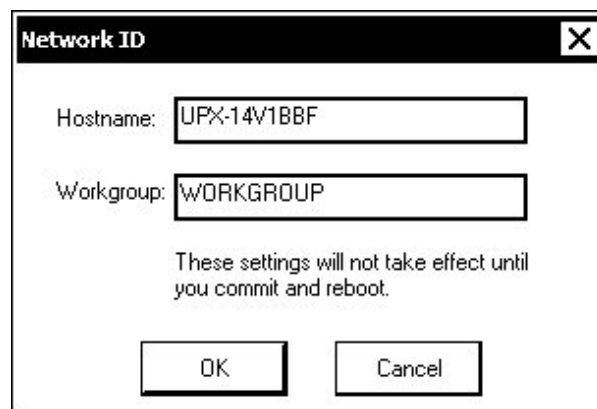 Network ID
Hostname: UPX-14V1BBF
Workgroup: WORKGROUP
These settings will not take effect until
you commit and reboot.
OK Cancel